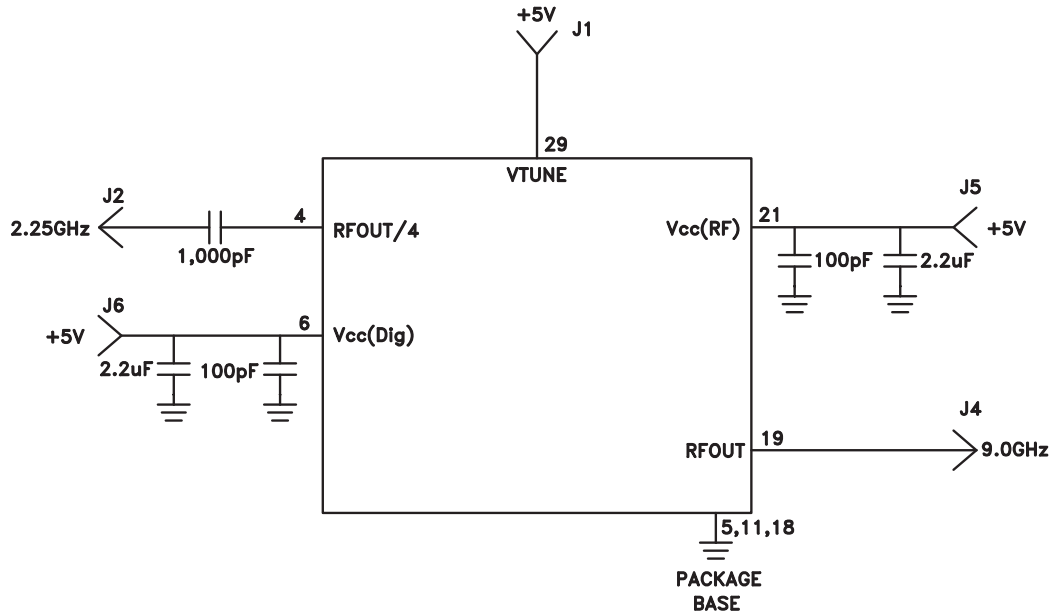 +5V
J1
29
VTUNE
J2
2.25GHz
1,000pF
4
RFOUT/4
Vcc(RF)
21
J5
+5V
100pF
2.2uF
J6
+5V
6
Vcc(Dig)
2.2uF
100pF
RFOUT
19
J4
9.0GHz
5,11,18
PACKAGE
BASE